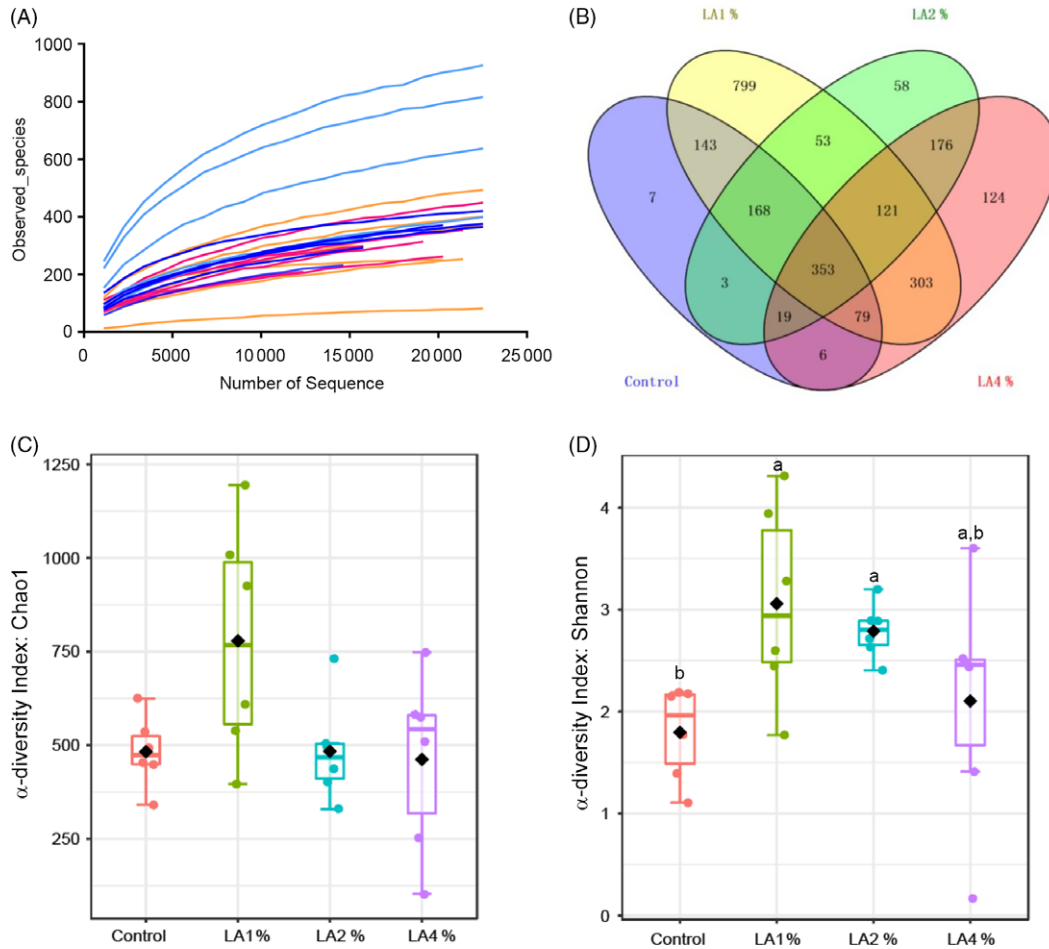 (A)
1000
800
600
400
200
0
Observed_species
0 5000 10 000 15 000 20 000 25 000
Number of Sequence
(B)
LA1 % LA2 %
799 58
143 53 176
7 168 121 124
353
3 303
19 79
6
Control LA4 %
(C)
1250
1000
750
500
250
α-diversity Index: Chao1
Control LA1 % LA2 % LA4 %
(D)
4
3
2
1
0
α-diversity Index: Shannon
a
a,b
a
b
Control LA1 % LA2 % LA4 %